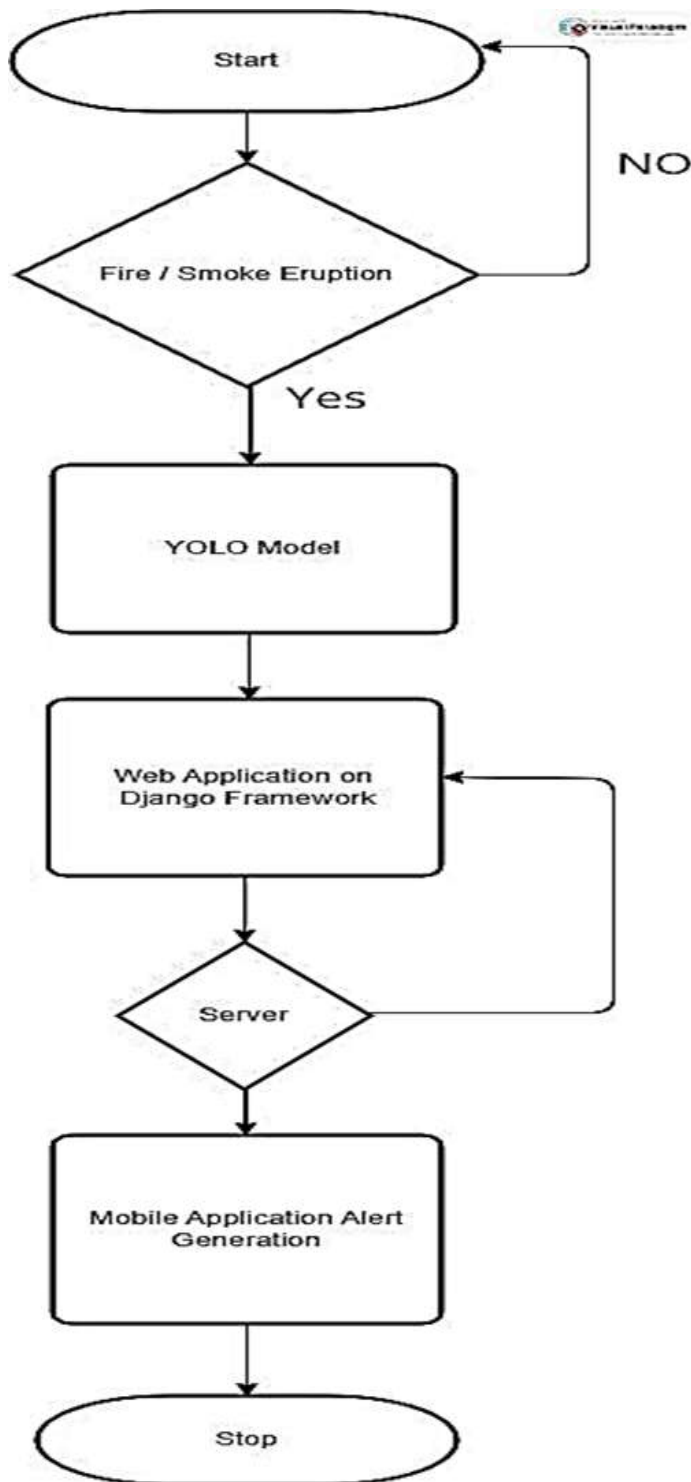 Start
NO
Fire / Smoke Eruption
Yes
YOLO Model
Web Application on
Django Framework
Server
Mobile Application Alert
Generation
Stop